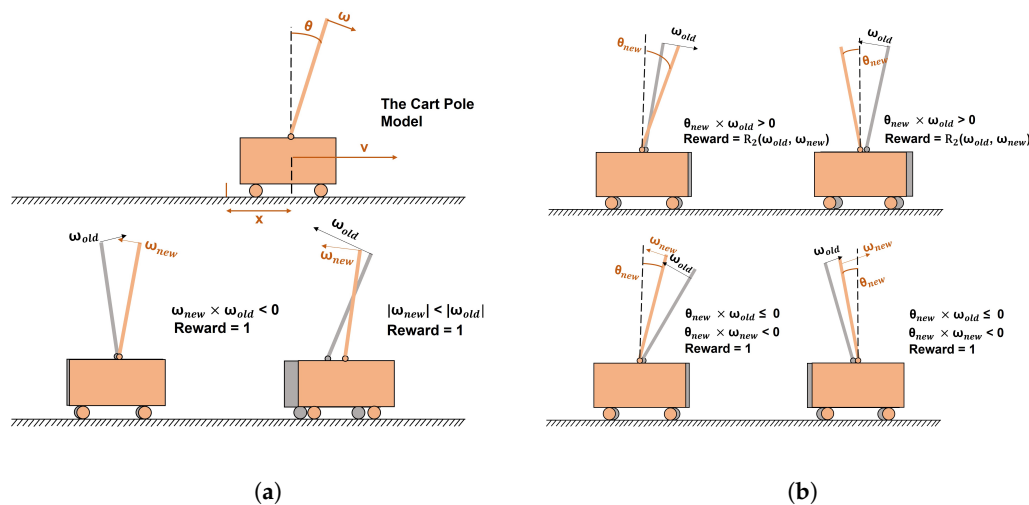 θ
ω
The Cart Pole
Model
v
x
ω_old
ω_new
ω_new × ω_old < 0
Reward = 1
ω_old
ω_new
|ω_new| < |ω_old|
Reward = 1
(a)
ω_old
θ_new
θ_new × ω_old > 0
Reward = R₂(ω_old, ω_new)
ω_old
θ_new
θ_new × ω_old > 0
Reward = R₂(ω_old, ω_new)
ω_new
ω_old
θ_new
θ_new × ω_old ≤ 0
θ_new × ω_new < 0
Reward = 1
ω_old
ω_new
θ_new
θ_new × ω_old ≤ 0
θ_new × ω_new < 0
Reward = 1
(b)